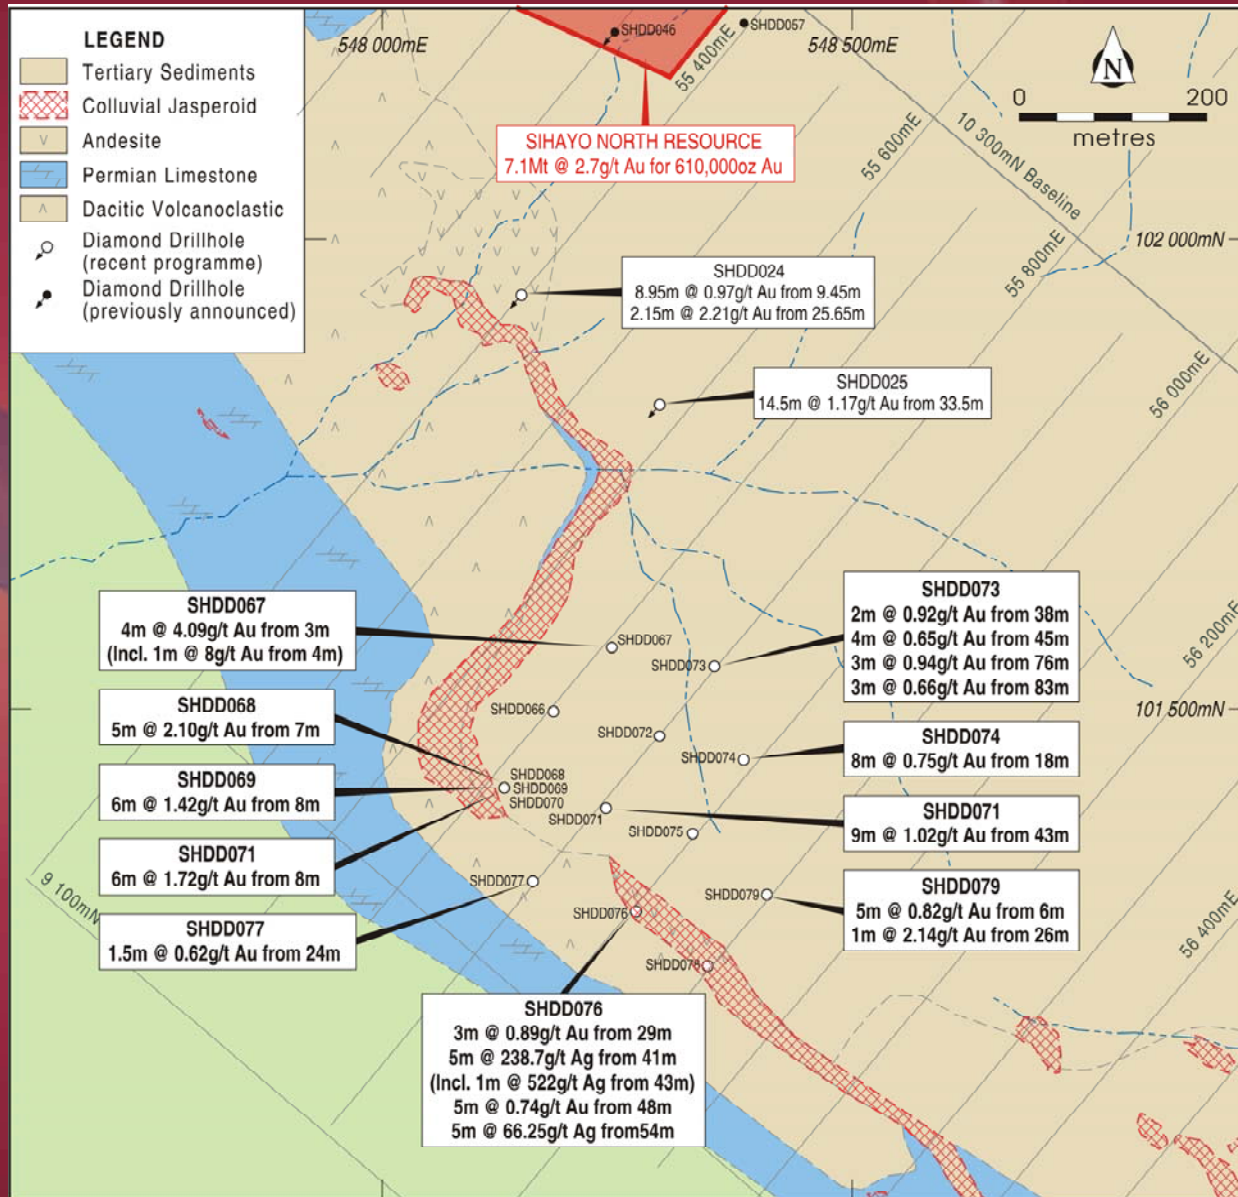 LEGEND
Tertiary Sediments
Colluvial Jasperoid
Andesite
Permian Limestone
Dacitic Volcanoclastic
Diamond Drillhole
(recent programme)
Diamond Drillhole
(previously announced)
548 000mE
SHDD046
SHDD057
548 500mE
55 400mE
N
0 200
metres
SIHAYO NORTH RESOURCE
7.1Mt @ 2.7g/t Au for 610,000oz Au
55 600mE
10 300mN Baseline
102 000mN
55 800mE
SHDD024
8.95m @ 0.97g/t Au from 9.45m
2.15m @ 2.21g/t Au from 25.65m
SHDD025
14.5m @ 1.17g/t Au from 33.5m
56 000mE
SHDD067
4m @ 4.09g/t Au from 3m
(Incl. 1m @ 8g/t Au from 4m)
SHDD067
SHDD073
SHDD073
2m @ 0.92g/t Au from 38m
4m @ 0.65g/t Au from 45m
3m @ 0.94g/t Au from 76m
3m @ 0.66g/t Au from 83m
56 200mE
SHDD068
5m @ 2.10g/t Au from 7m
SHDD066
101 500mN
SHDD072
SHDD074
SHDD074
8m @ 0.75g/t Au from 18m
SHDD069
6m @ 1.42g/t Au from 8m
SHDD068
SHDD069
SHDD070
SHDD071
SHDD075
SHDD071
9m @ 1.02g/t Au from 43m
SHDD071
6m @ 1.72g/t Au from 8m
9 100mN
SHDD077
SHDD076
SHDD079
SHDD079
5m @ 0.82g/t Au from 6m
1m @ 2.14g/t Au from 26m
56 400mE
SHDD077
1.5m @ 0.62g/t Au from 24m
SHDD078
SHDD076
3m @ 0.89g/t Au from 29m
5m @ 238.7g/t Ag from 41m
(Incl. 1m @ 522g/t Ag from 43m)
5m @ 0.74g/t Au from 48m
5m @ 66.25g/t Ag from54m